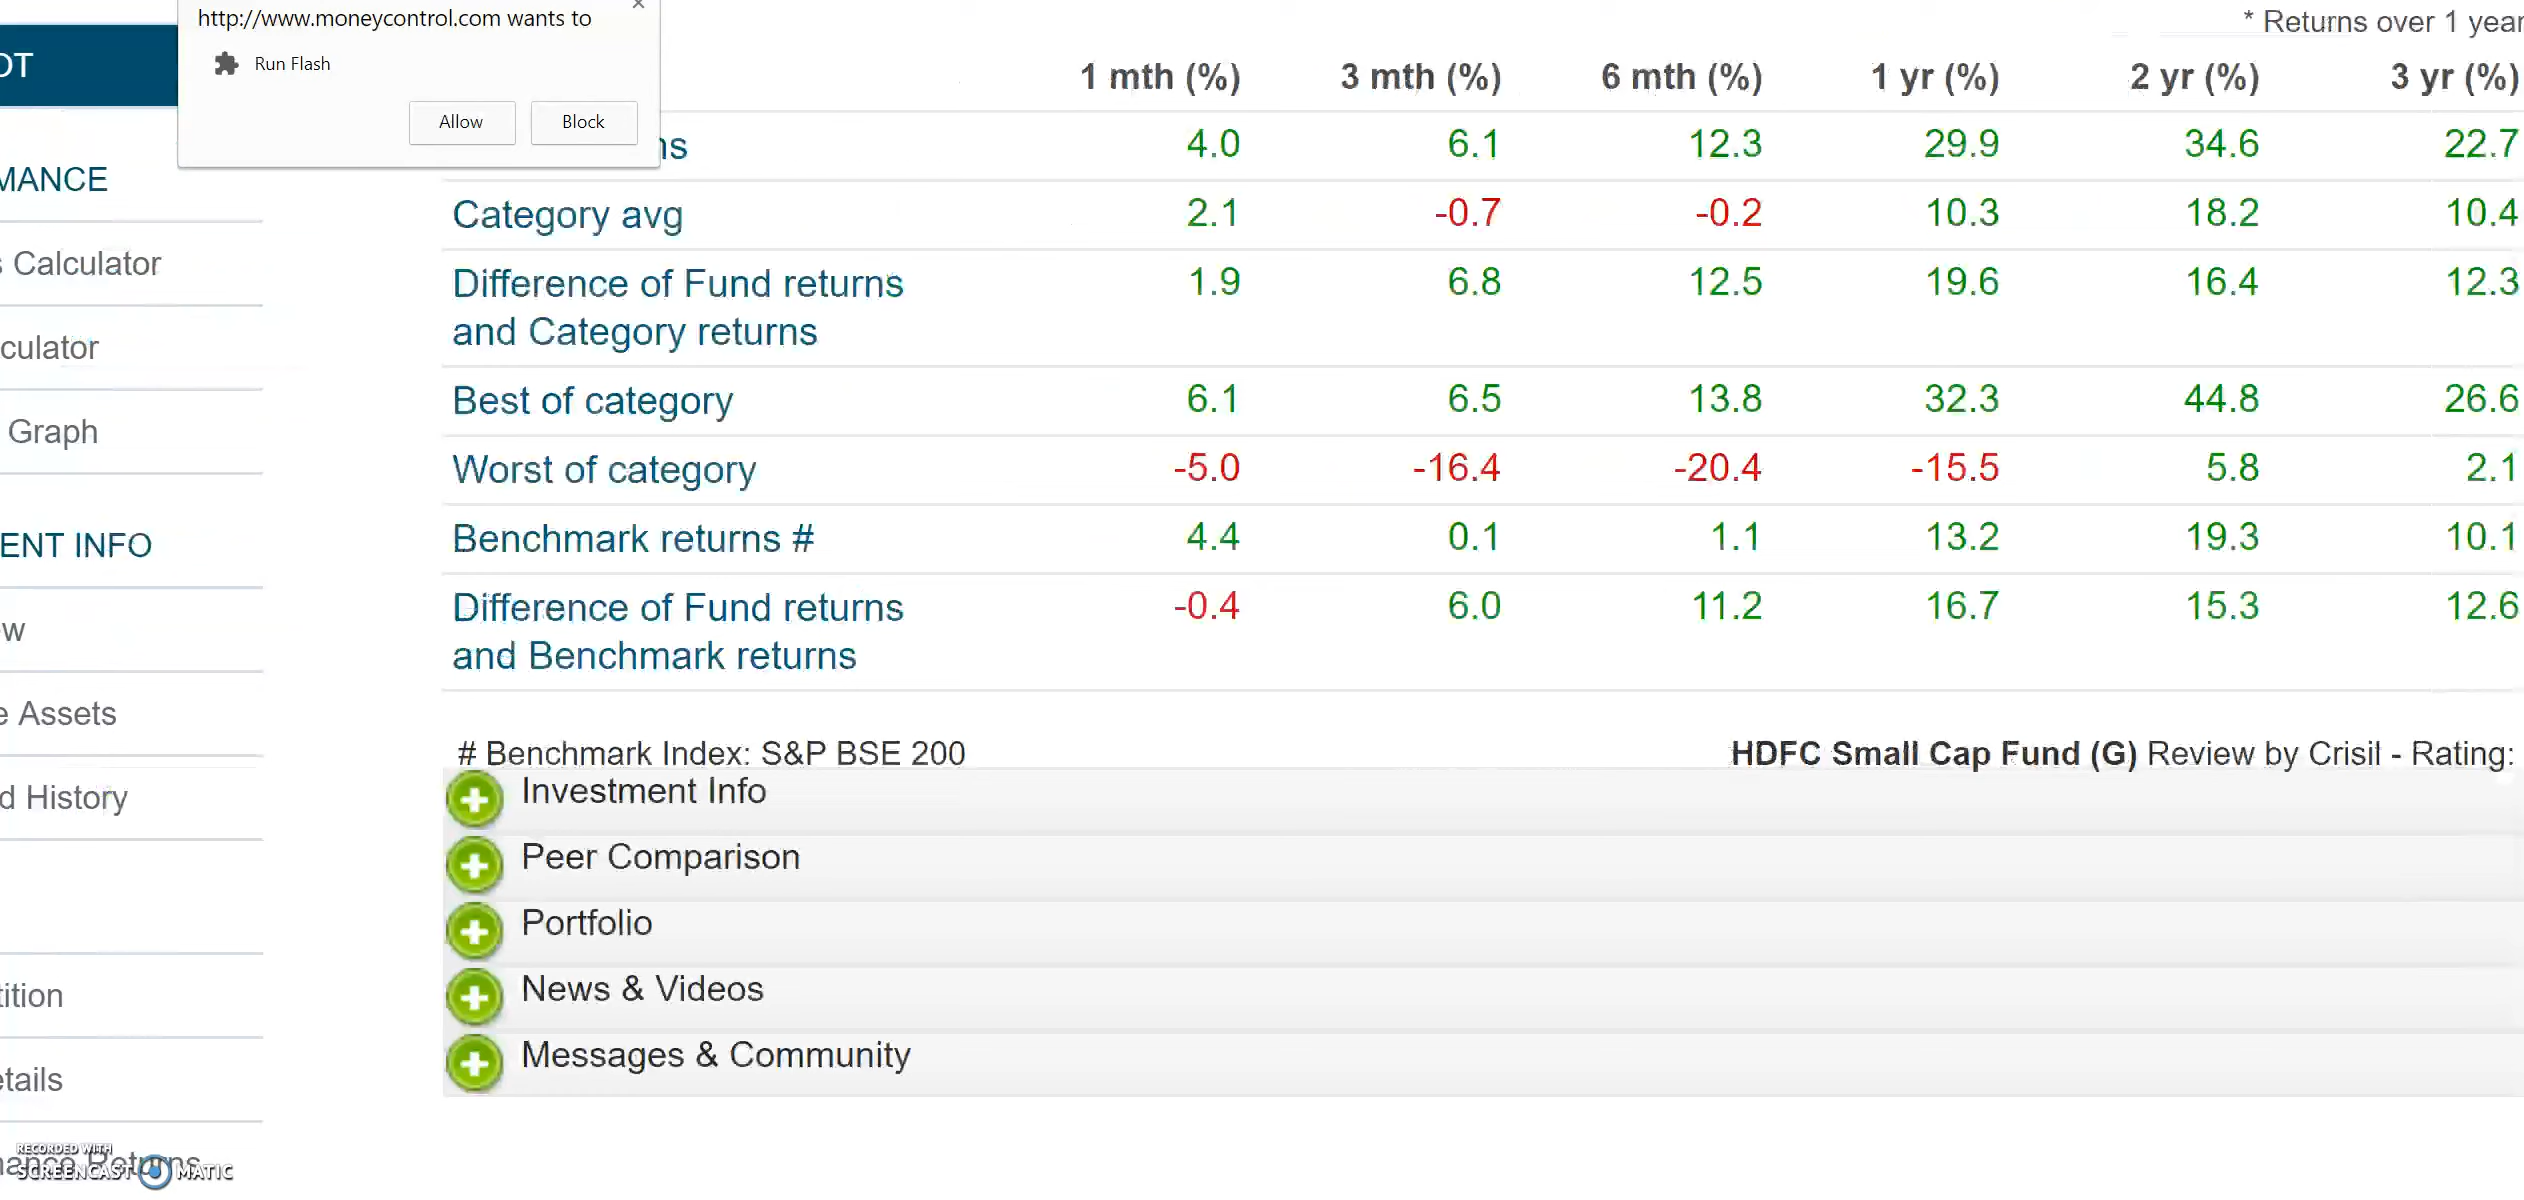 http://www.moneycontrol.com wants to
Run Flash
Allow Block
* Returns over 1 year
1 mth (%) 3 mth (%) 6 mth (%) 1 yr (%) 2 yr (%) 3 yr (%)
ns 4.0 6.1 12.3 29.9 34.6 22.7
Category avg 2.1 -0.7 -0.2 10.3 18.2 10.4
Difference of Fund returns 1.9 6.8 12.5 19.6 16.4 12.3
and Category returns
Best of category 6.1 6.5 13.8 32.3 44.8 26.6
Worst of category -5.0 -16.4 -20.4 -15.5 5.8 2.1
Benchmark returns # 4.4 0.1 1.1 13.2 19.3 10.1
Difference of Fund returns -0.4 6.0 11.2 16.7 15.3 12.6
and Benchmark returns
# Benchmark Index: S&P BSE 200 HDFC Small Cap Fund (G) Review by Crisil - Rating:
Investment Info
Peer Comparison
Portfolio
News & Videos
Messages & Community
OT
MANCE
s Calculator
culator
Graph
ENT INFO
w
e Assets
d History
tition
etails
mance Returns
RECORDED WITH
SCREENCAST MATIC